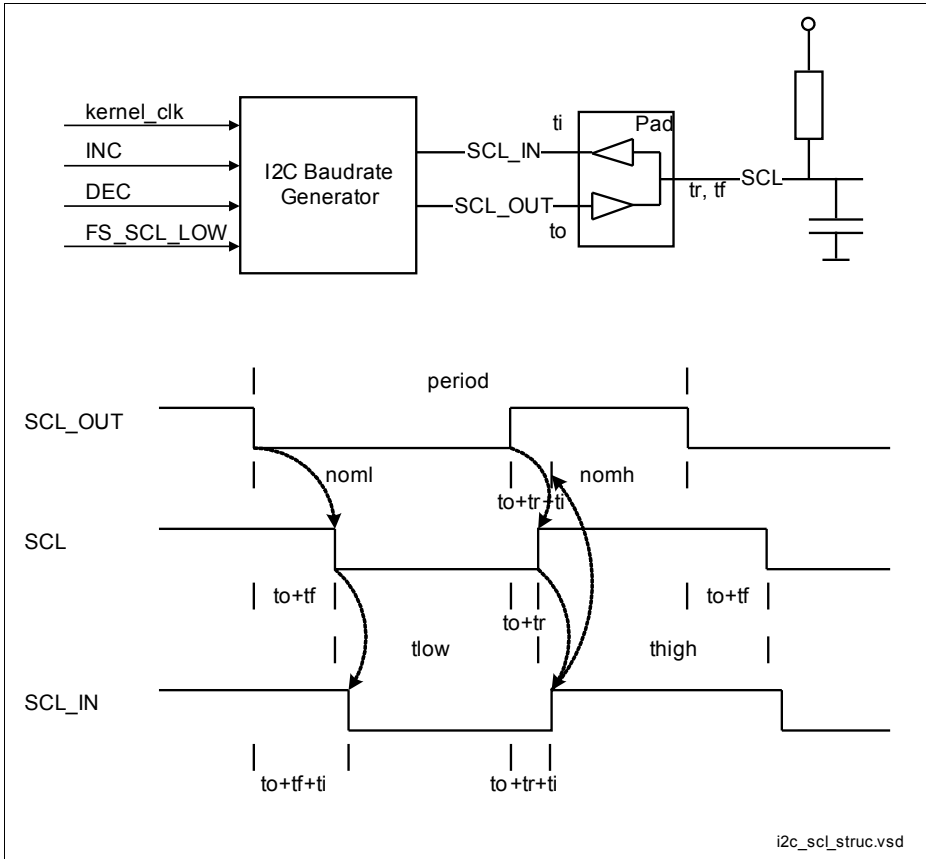 kernel_clk
INC
DEC
FS_SCL_LOW
I2C Baudrate
Generator
SCL_IN
SCL_OUT
ti
Pad
to
tr, tf
SCL
period
SCL_OUT
noml
nomh
to+tr+ti
SCL
to+tf
to+tr
to+tf
tlow
thigh
SCL_IN
to+tf+ti
to+tr+ti
i2c_scl_struc.vsd